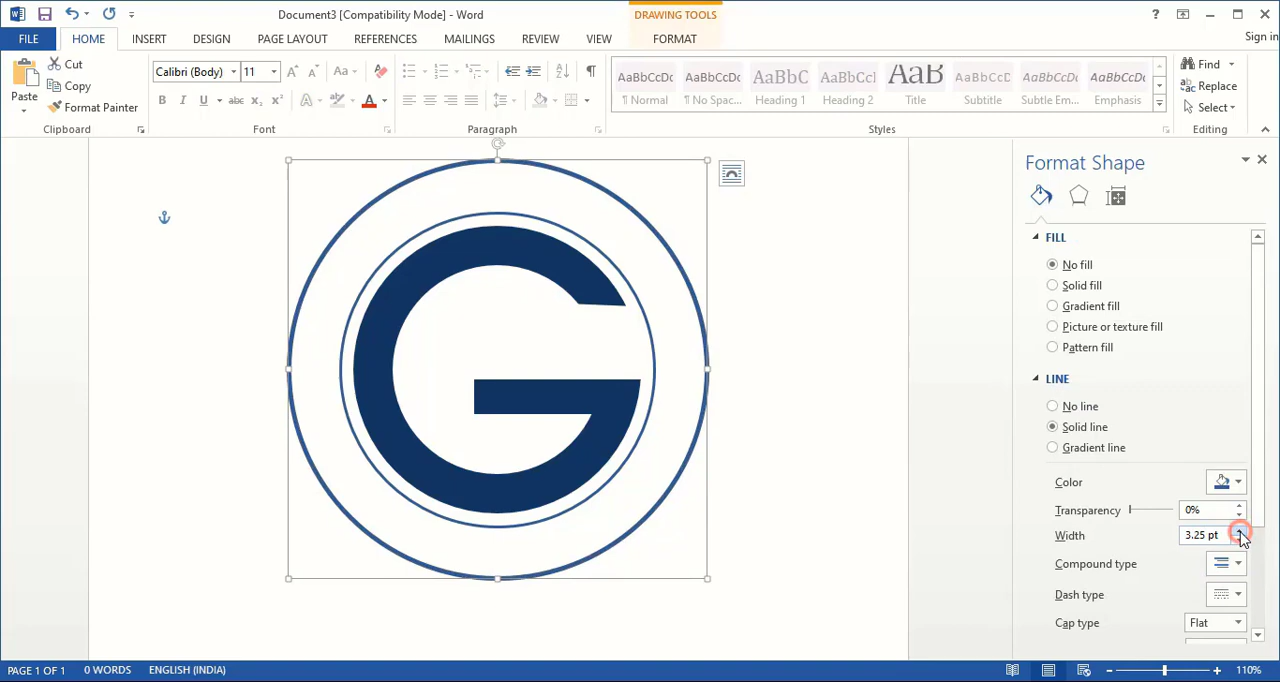 Document3 [Compatibility Mode] - Word
DRAWING TOOLS
?
Sign in
FILE HOME INSERT DESIGN PAGE LAYOUT REFERENCES MAILINGS REVIEW VIEW FORMAT
Paste
Cut
Copy
Format Painter
Clipboard
Calibri (Body) 11
Aa
B I U abc x₂ x² A A
Font
Paragraph
AaBbCcDc AaBbCcDc AaBbC AaBbCc AaB AaBbCcD AaBbCcDc AaBbCcDc
¶ Normal ¶ No Spac... Heading 1 Heading 2 Title Subtitle Subtle Em... Emphasis
Styles
Find
Replace
Select
Editing
G
Format Shape
FILL
No fill
Solid fill
Gradient fill
Picture or texture fill
Pattern fill
LINE
No line
Solid line
Gradient line
Color
Transparency 0%
Width 3.25 pt
Compound type
Dash type
Cap type Flat
PAGE 1 OF 1 0 WORDS ENGLISH (INDIA) 110%